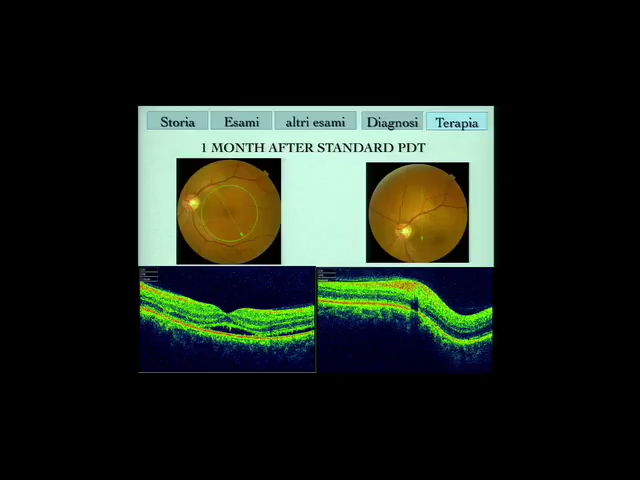 Storia Esami altri esami Diagnosi Terapia
1 MONTH AFTER STANDARD PDT